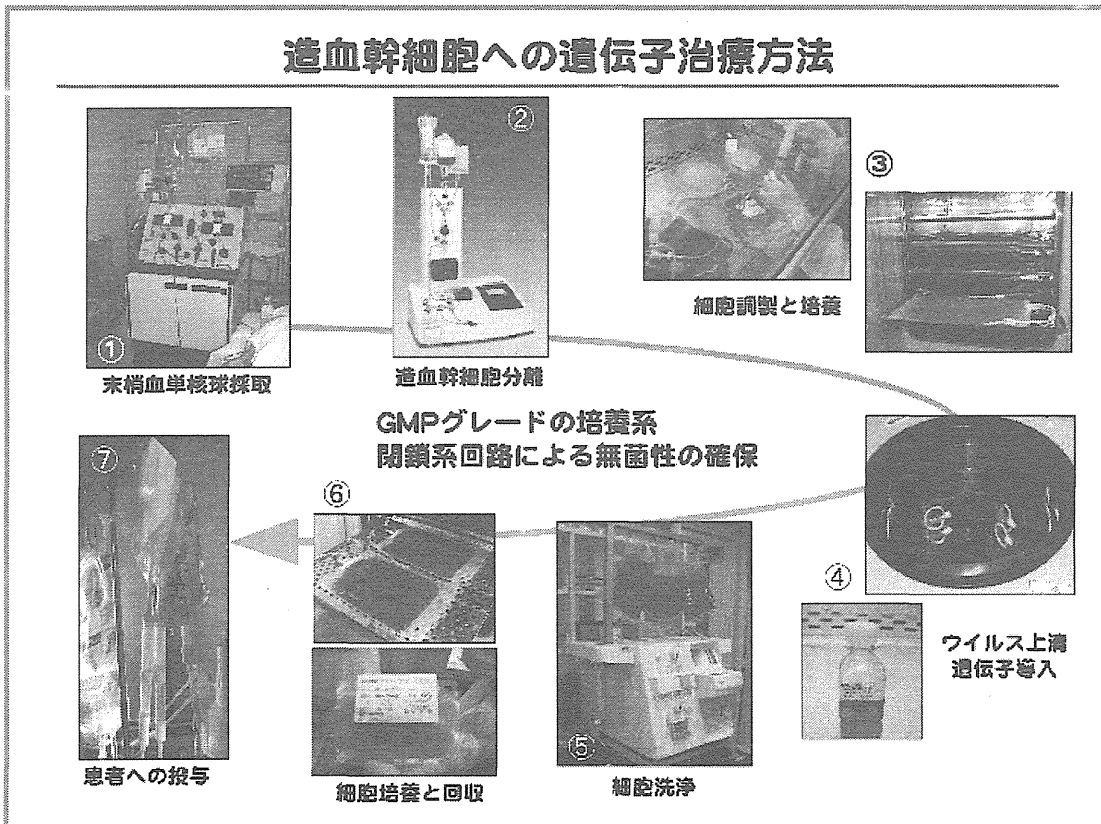 造血幹細胞への遺伝子治療方法
①
末梢血単核球採取
②
造血幹細胞分離
③
細胞調製と培養
GMPグレードの培養系
閉鎖系回路による無菌性の確保
④
ウイルス上清
遺伝子導入
⑤
細胞洗浄
⑥
細胞培養と回収
⑦
患者への投与